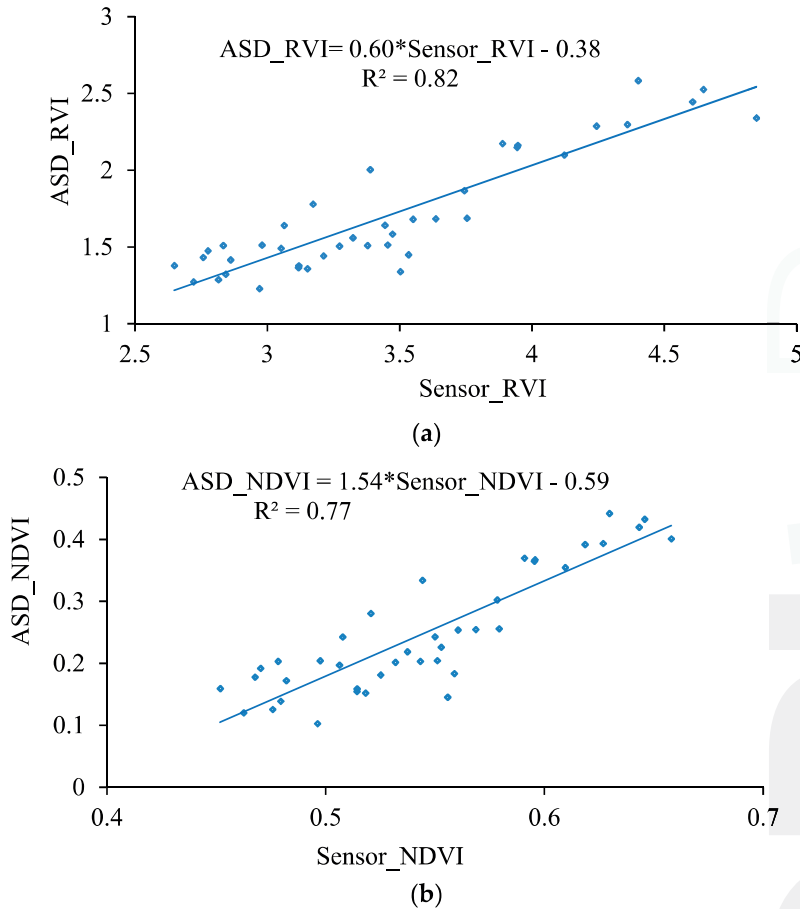 3
ASD_RVI= 0.60*Sensor_RVI - 0.38
R² = 0.82
2.5
2
1.5
1
ASD_RVI
2.5 3 3.5 4 4.5 5
Sensor_RVI
(a)
0.5
ASD_NDVI = 1.54*Sensor_NDVI - 0.59
R² = 0.77
0.4
0.3
0.2
0.1
0
ASD_NDVI
0.4 0.5 0.6 0.7
Sensor_NDVI
(b)